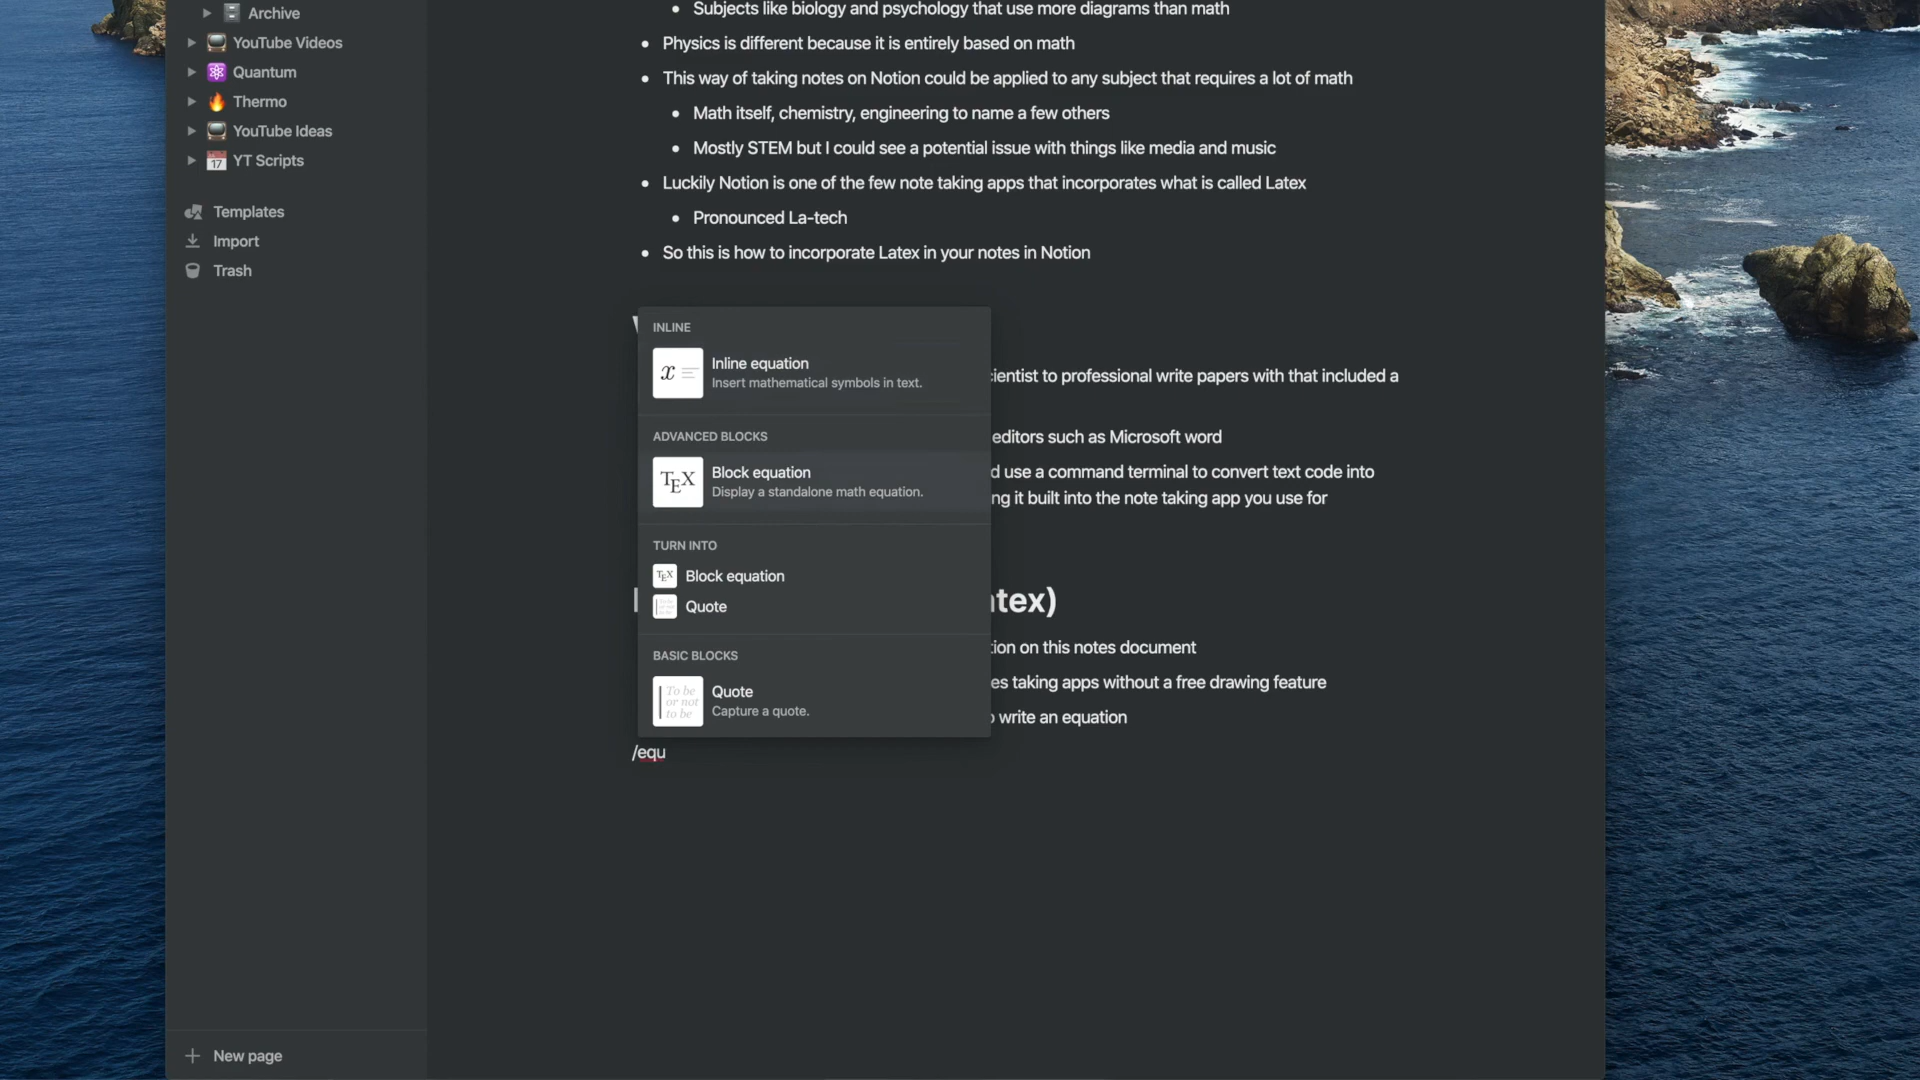 Archive
YouTube Videos
Quantum
Thermo
YouTube Ideas
17
YT Scripts
Templates
Import
Trash
New page
Subjects like biology and psychology that use more diagrams than math
Physics is different because it is entirely based on math
This way of taking notes on Notion could be applied to any subject that requires a lot of math
Math itself, chemistry, engineering to name a few others
Mostly STEM but I could see a potential issue with things like media and music
Luckily Notion is one of the few note taking apps that incorporates what is called Latex
Pronounced La-tech
So this is how to incorporate Latex in your notes in Notion
INLINE
x
Inline equation
Insert mathematical symbols in text.
ADVANCED BLOCKS
TEX
Block equation
Display a standalone math equation.
TURN INTO
TEX
Block equation
Quote
BASIC BLOCKS
To be
or not
to be
Quote
Capture a quote.
ientist to professional write papers with that included a
editors such as Microsoft word
d use a command terminal to convert text code into
ng it built into the note taking app you use for
tex)
ion on this notes document
es taking apps without a free drawing feature
write an equation
/equ